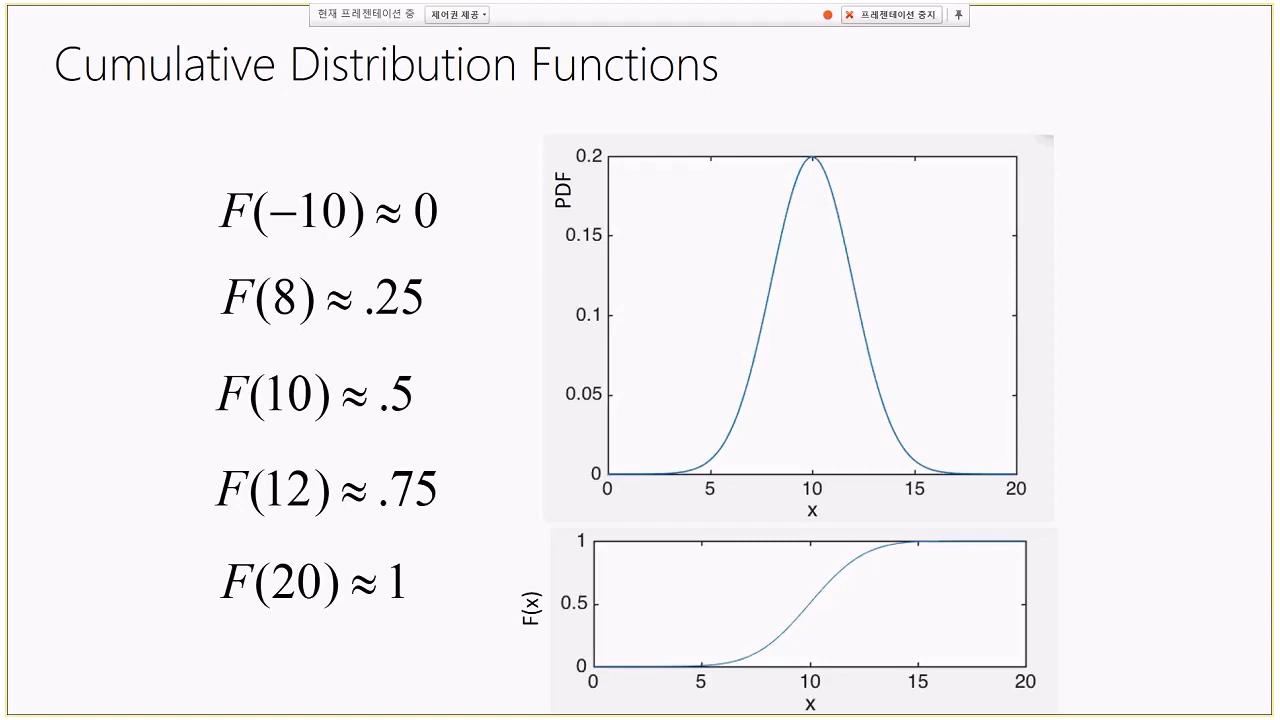 현재 프레젠테이션 중 제어권 제공 프레젠테이션 중지
Cumulative Distribution Functions
F(−10) ≈ 0
F(8) ≈ .25
F(10) ≈ .5
F(12) ≈ .75
F(20) ≈ 1
0.2
0.15
0.1
0.05
0
PDF
0 5 10 15 20
x
1
0.5
0
F(x)
0 5 10 15 20
x